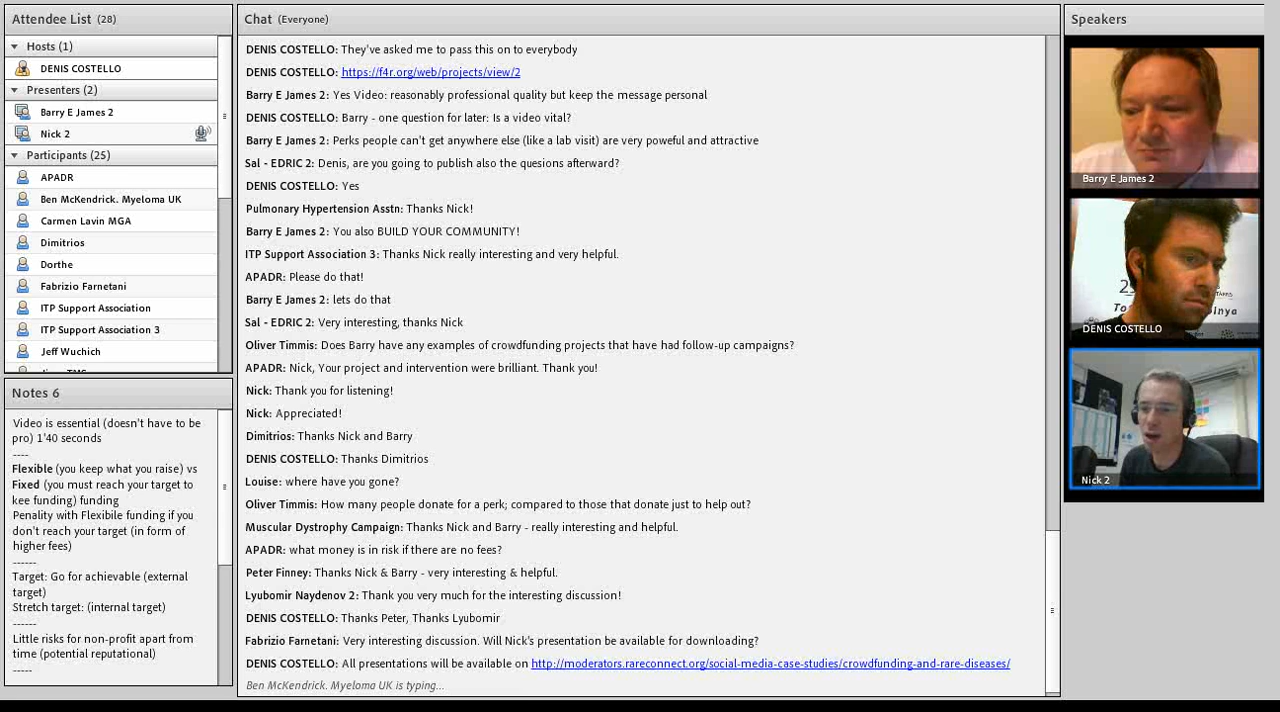 Attendee List (28)
Hosts (1)
DENIS COSTELLO
Presenters (2)
Barry E James 2
Nick 2
Participants (25)
APADR
Ben McKendrick. Myeloma UK
Carmen Lavin MGA
Dimitrios
Dorthe
Fabrizio Farnetani
ITP Support Association
ITP Support Association 3
Jeff Wuchich
Notes 6
Video is essential (doesn't have to be
pro) 1'40 seconds
----
Flexible (you keep what you raise) vs
Fixed (you must reach your target to
kee funding) funding
Penality with Flexibile funding if you
don't reach your target (in form of
higher fees)
------
Target: Go for achievable (external
target)
Stretch target: (internal target)
------
Little risks for non-profit apart from
time (potential reputational)
-----
Chat (Everyone)
DENIS COSTELLO: They've asked me to pass this on to everybody
DENIS COSTELLO: https://f4r.org/web/projects/view/2
Barry E James 2: Yes Video: reasonably professional quality but keep the message personal
DENIS COSTELLO: Barry - one question for later: Is a video vital?
Barry E James 2: Perks people can't get anywhere else (like a lab visit) are very poweful and attractive
Sal - EDRIC 2: Denis, are you going to publish also the quesions afterward?
DENIS COSTELLO: Yes
Pulmonary Hypertension Asstn: Thanks Nick!
Barry E James 2: You also BUILD YOUR COMMUNITY!
ITP Support Association 3: Thanks Nick really interesting and very helpful.
APADR: Please do that!
Barry E James 2: lets do that
Sal - EDRIC 2: Very interesting, thanks Nick
Oliver Timmis: Does Barry have any examples of crowdfunding projects that have had follow-up campaigns?
APADR: Nick, Your project and intervention were brilliant. Thank you!
Nick: Thank you for listening!
Nick: Appreciated!
Dimitrios: Thanks Nick and Barry
DENIS COSTELLO: Thanks Dimitrios
Louise: where have you gone?
Oliver Timmis: How many people donate for a perk; compared to those that donate just to help out?
Muscular Dystrophy Campaign: Thanks Nick and Barry - really interesting and helpful.
APADR: what money is in risk if there are no fees?
Peter Finney: Thanks Nick & Barry - very interesting & helpful.
Lyubomir Naydenov 2: Thank you very much for the interesting discussion!
DENIS COSTELLO: Thanks Peter, Thanks Lyubomir
Fabrizio Farnetani: Very interesting discussion. Will Nick's presentation be available for downloading?
DENIS COSTELLO: All presentations will be available on http://moderators.rareconnect.org/social-media-case-studies/crowdfunding-and-rare-diseases/
Ben McKendrick. Myeloma UK is typing...
Speakers
Barry E James 2
DENIS COSTELLO
Nick 2